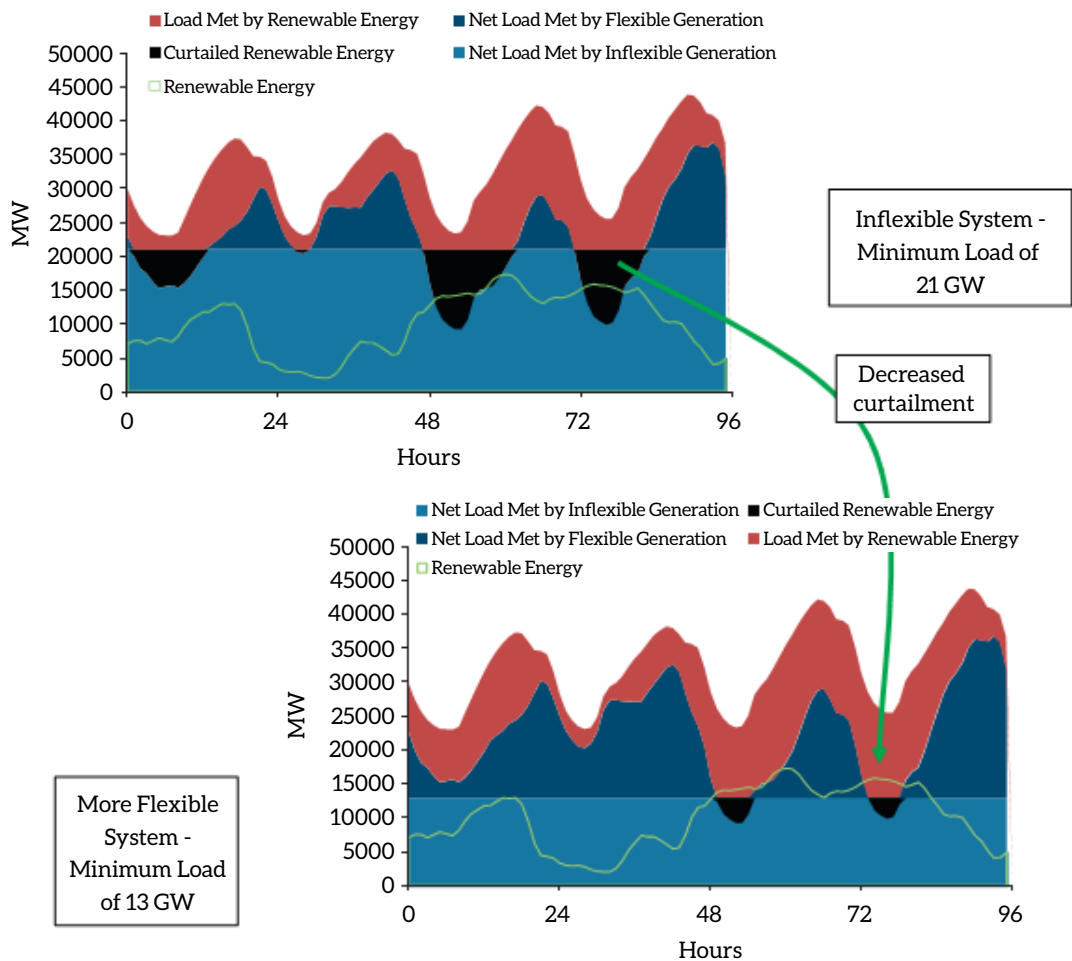 Load Met by Renewable Energy
Net Load Met by Flexible Generation
Curtailed Renewable Energy
Net Load Met by Inflexible Generation
Renewable Energy
50000
45000
40000
35000
30000
25000
20000
15000
10000
5000
0
MW
0 24 48 72 96
Hours
Inflexible System -
Minimum Load of
21 GW
Decreased
curtailment
Net Load Met by Inflexible Generation
Curtailed Renewable Energy
Net Load Met by Flexible Generation
Load Met by Renewable Energy
Renewable Energy
50000
45000
40000
35000
30000
25000
20000
15000
10000
5000
0
MW
0 24 48 72 96
Hours
More Flexible
System -
Minimum Load
of 13 GW